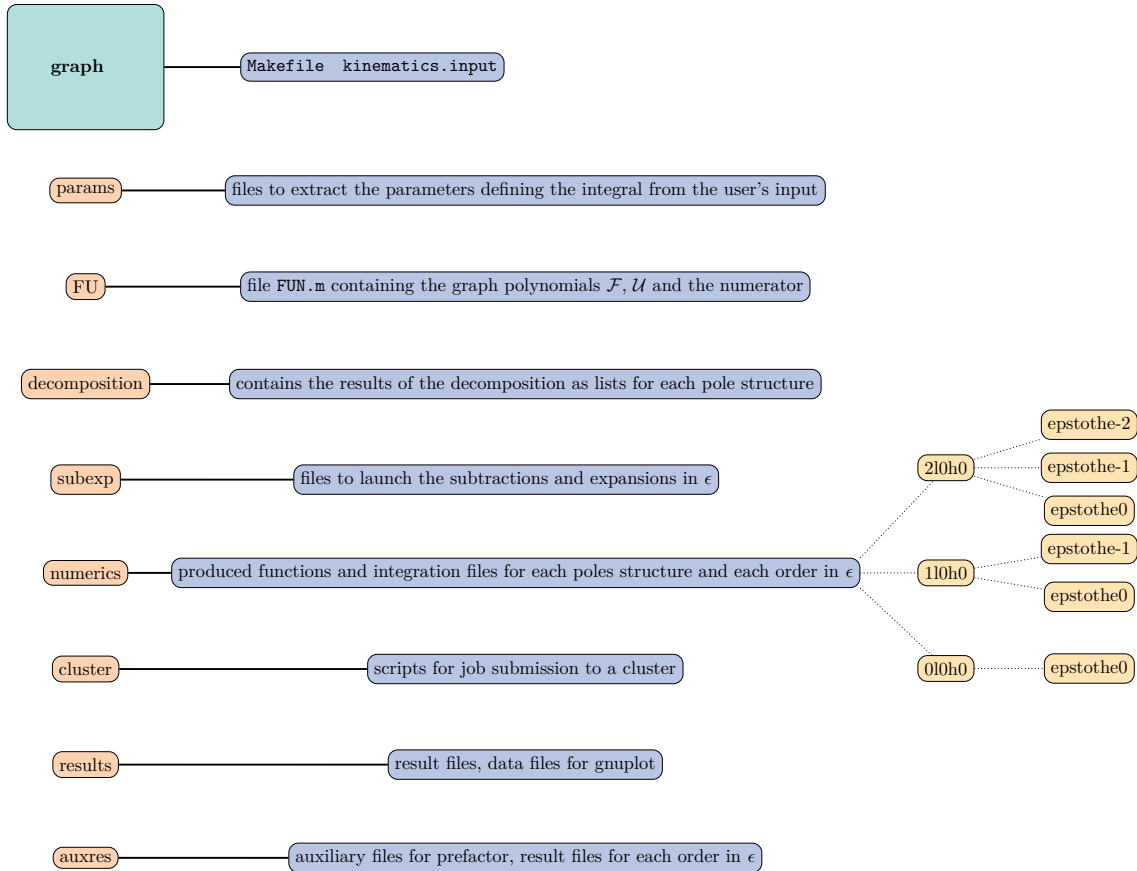 graph
Makefile kinematics.input
params
files to extract the parameters defining the integral from the user's input
FU
file FUN.m containing the graph polynomials ℱ, 𝒰 and the numerator
decomposition
contains the results of the decomposition as lists for each pole structure
subexp
files to launch the subtractions and expansions in ϵ
numerics
produced functions and integration files for each poles structure and each order in ϵ
2l0h0
epstothe-2
epstothe-1
epstothe0
1l0h0
epstothe-1
epstothe0
0l0h0
epstothe0
cluster
scripts for job submission to a cluster
results
result files, data files for gnuplot
auxres
auxiliary files for prefactor, result files for each order in ϵ